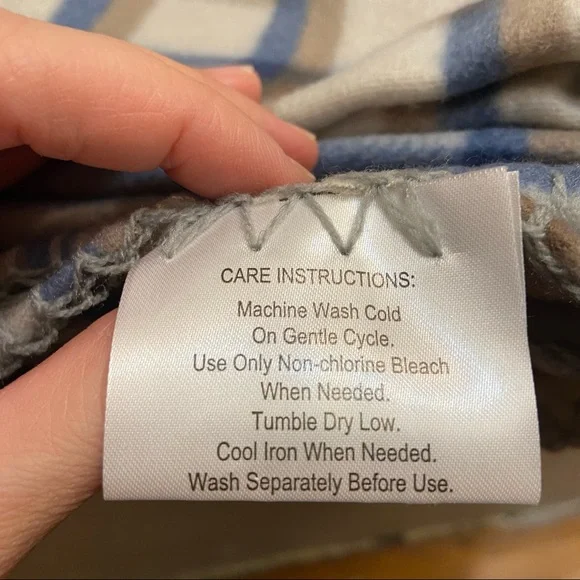 CARE INSTRUCTIONS:
Machine Wash Cold
On Gentle Cycle.
Use Only Non-chlorine Bleach
When Needed.
Tumble Dry Low.
Cool Iron When Needed.
Wash Separately Before Use.